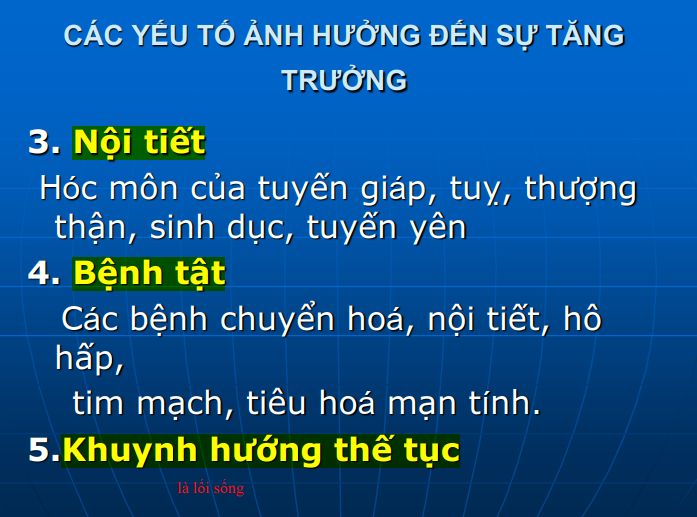 CÁC YẾU TỐ ẢNH HƯỞNG ĐẾN SỰ TĂNG
TRƯỞNG
3. Nội tiết
Hóc môn của tuyến giáp, tuỵ, thượng
thận, sinh dục, tuyến yên
4. Bệnh tật
Các bệnh chuyển hoá, nội tiết, hô
hấp,
tim mạch, tiêu hoá mạn tính.
5.Khuynh hướng thế tục
là lối sống